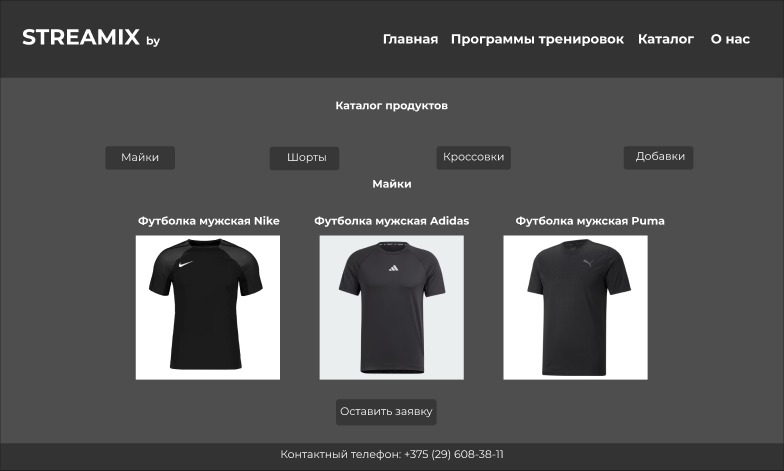 STREAMIX by
Главная Программы тренировок Каталог О нас
Каталог продуктов
Майки Шорты Кроссовки Добавки
Майки
Футболка мужская Nike Футболка мужская Adidas Футболка мужская Puma
Оставить заявку
Контактный телефон: +375 (29) 608-38-11